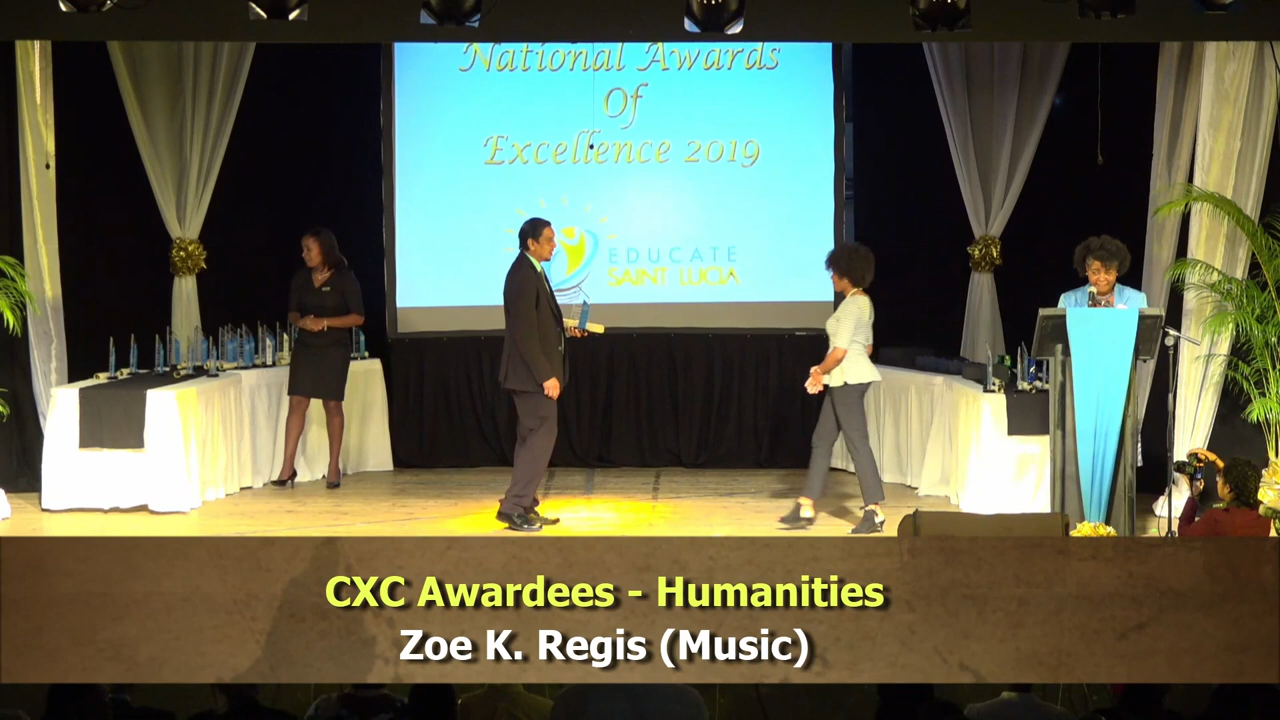 National Awards
Of
Excellence 2019
EDUCATE
SAINT LUCIA
CXC Awardees - Humanities
Zoe K. Regis (Music)